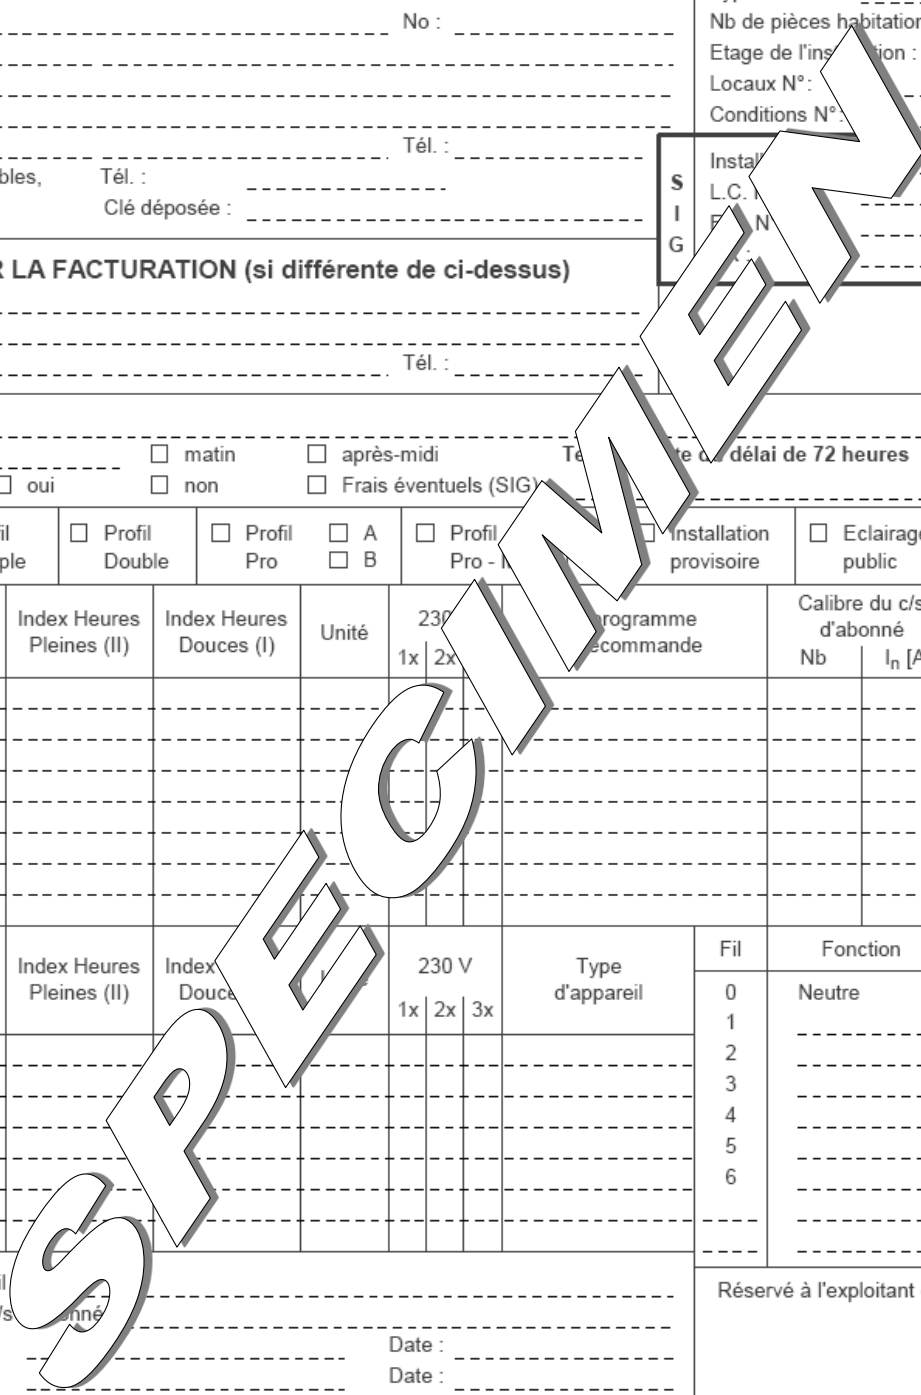 No :
Nb de pièces habitation
Etage de l'ins
tion :
Locaux N° :
Conditions N° :
Tél. :
bles, Tél. :
Clé déposée :
S
I
G
Instal
L.C.
N
R LA FACTURATION (si différente de ci-dessus)
Tél. :
matin après-midi
délai de 72 heures
oui non Frais éventuels (SIG)
Profil Double
Profil Pro
A
B
Profil Pro -
Installation provisoire
Eclairage public
Index Heures Pleines (II)
Index Heures Douces (I)
Unité
230
1x 2x
programme
Calibre du c/s
d'abonné
Nb In [A
Index Heures Pleines (II)
Index
Douce
230 V
1x 2x 3x
Type d'appareil
Fil
Fonction
0 Neutre
1
2
3
4
5
6
Réservé à l'exploitant
Date :
Date :
SPECIMEN